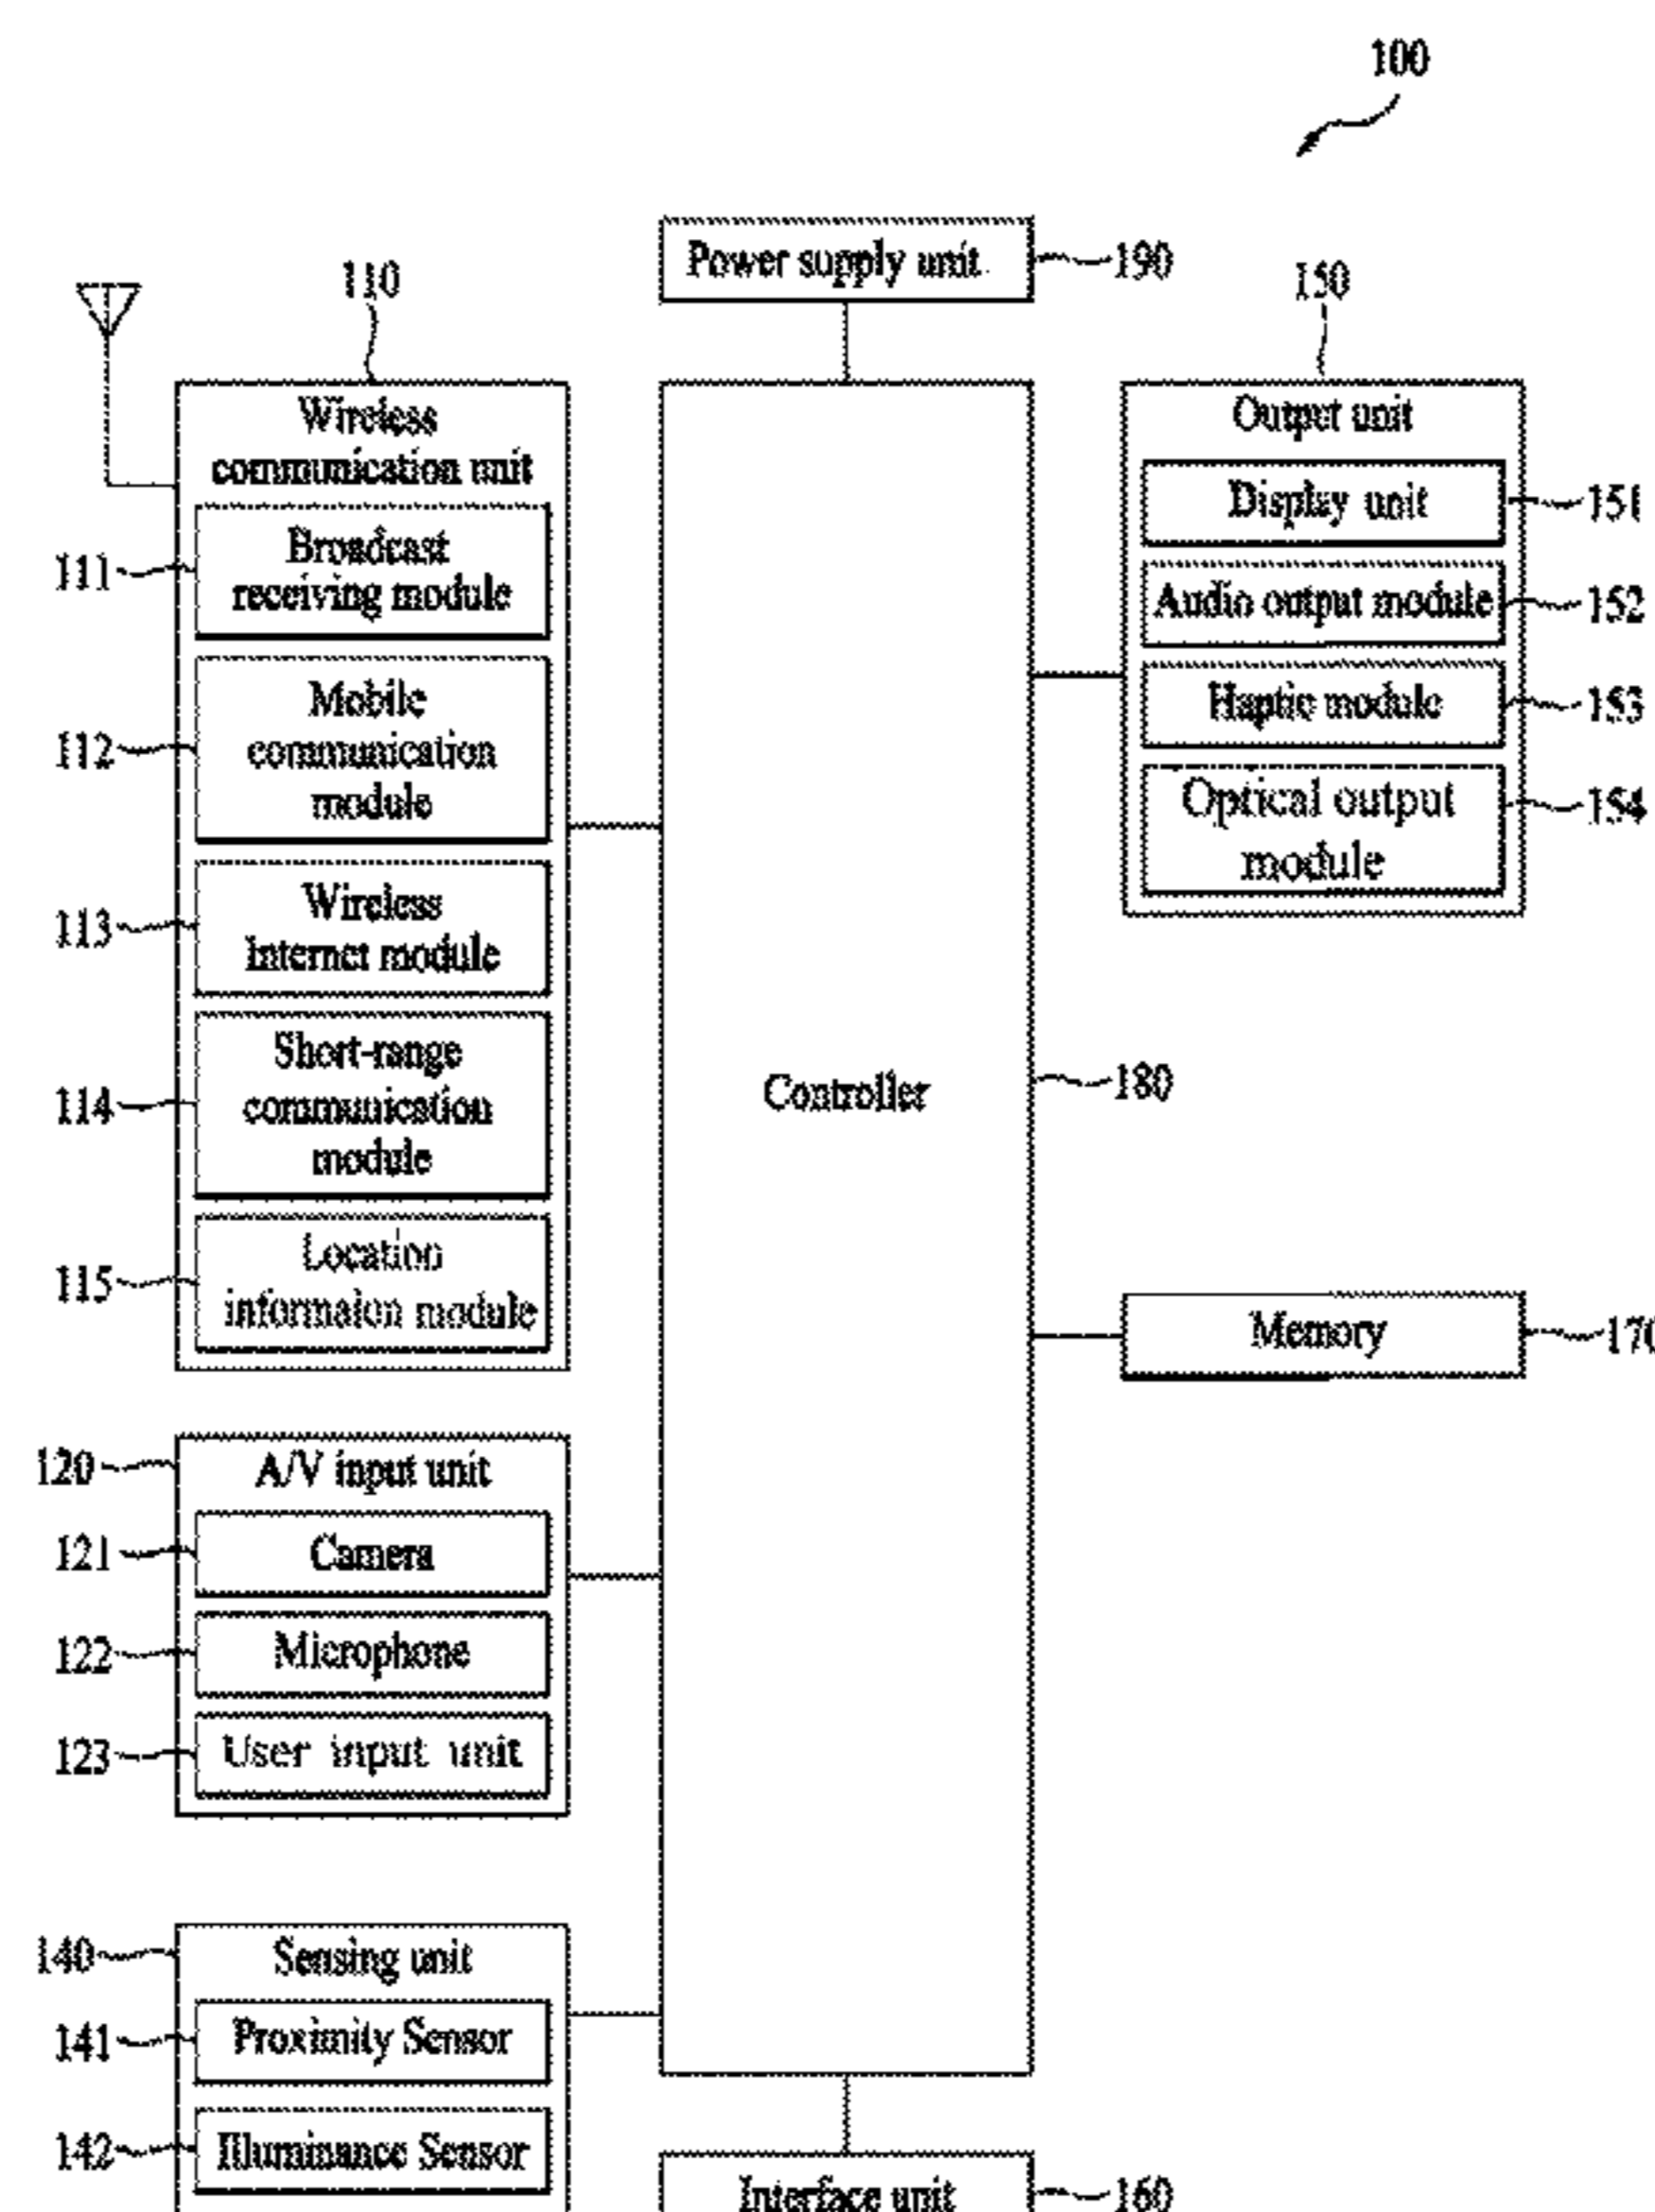 100
Power supply unit
190
110
150
Wireless
communication unit
Broadcast
receiving module
111
Mobile
communication
module
112
Wireless
Internet module
113
Short-range
communication
module
114
Location
informaion module
115
Output unit
Display unit
151
Audio output module
152
Haptic module
153
Optical output
module
154
Controller
180
Memory
170
120
A/V input unit
121
Camera
122
Microphone
123
User input unit
140
Sensing unit
141
Proximity Sensor
142
Illuminance Sensor
Interface unit
160